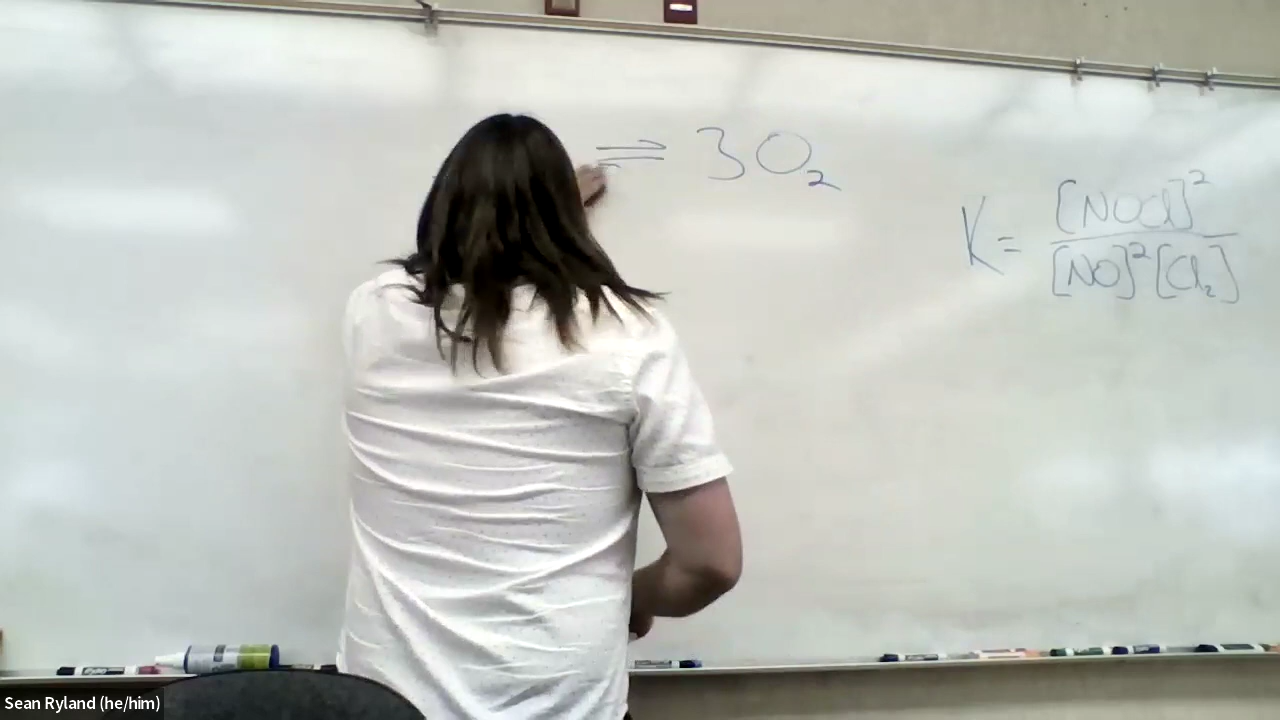 ⇌ 3O₂
K = [NOCl]²
[NO]²[Cl₂]
Sean Ryland (he/him)